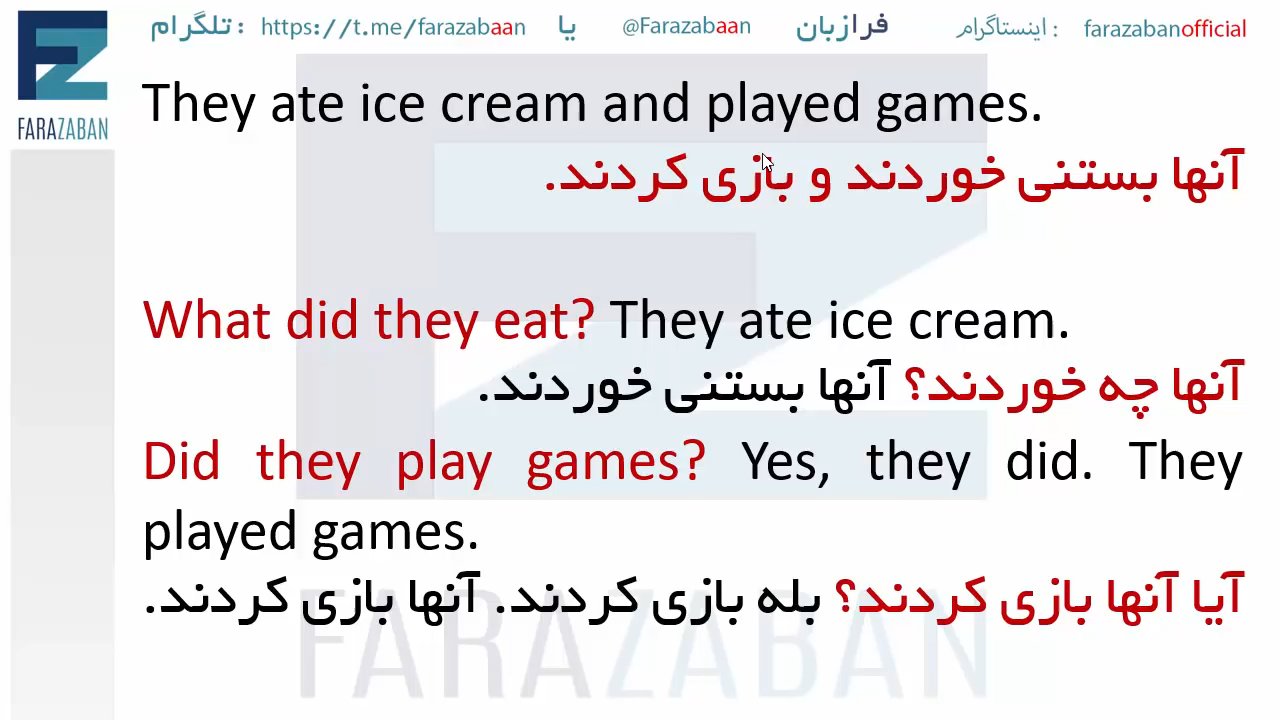 تلگرام : https://t.me/farazabaan یا @Farazabaan فرازبان اینستاگرام : farazabanofficial
FARAZABAN
They ate ice cream and played games.
آنها بستنی خوردند و بازی کردند.
What did they eat? They ate ice cream.
آنها چه خوردند؟ آنها بستنی خوردند.
Did they play games? Yes, they did. They
played games.
آیا آنها بازی کردند؟ بله بازی کردند. آنها بازی کردند.
FARAZABAN